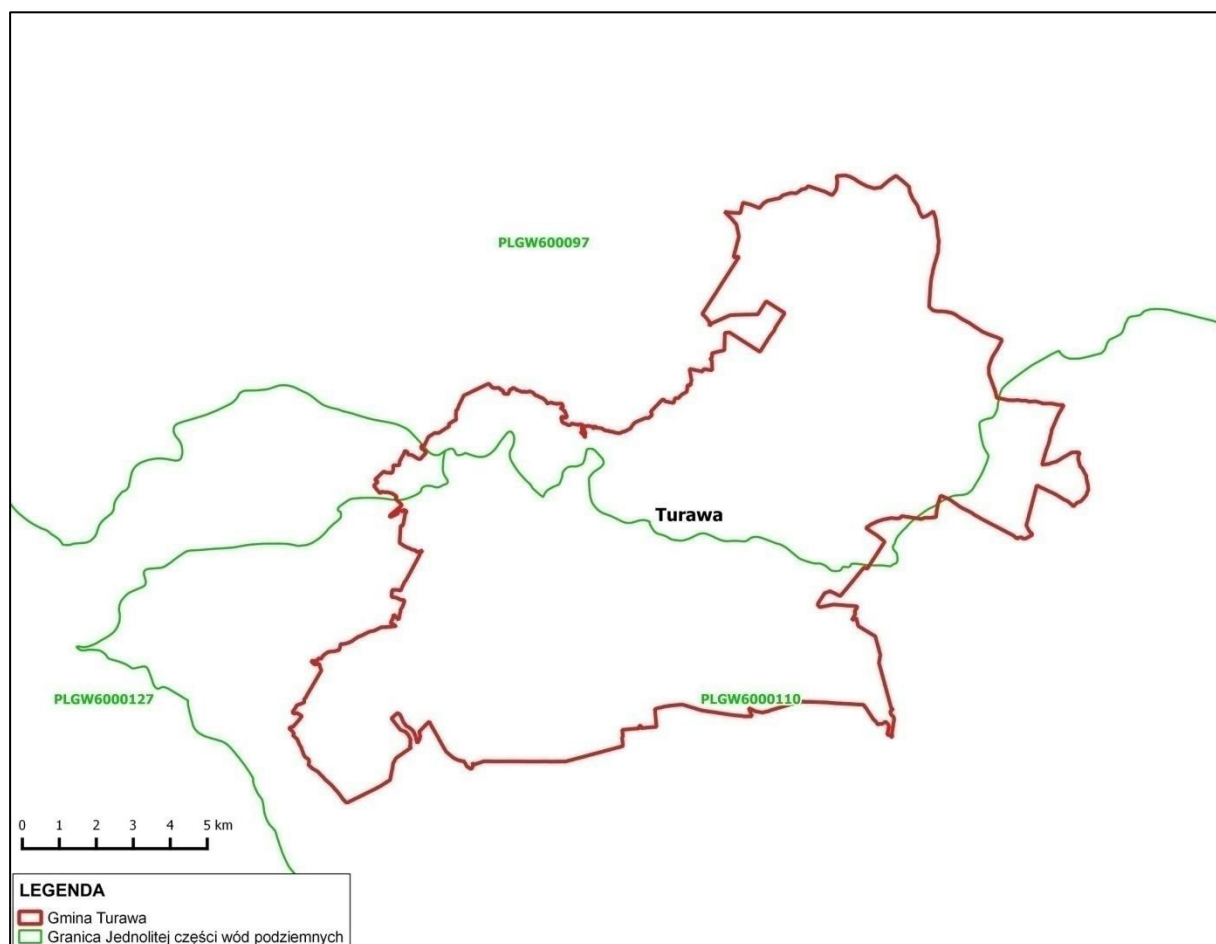 PLGW600097
Turawa
PLGW6000127
PLGW6000110
0 1 2 3 4 5 km
LEGENDA
Gmina Turawa
Granica Jednolitej części wód podziemnych